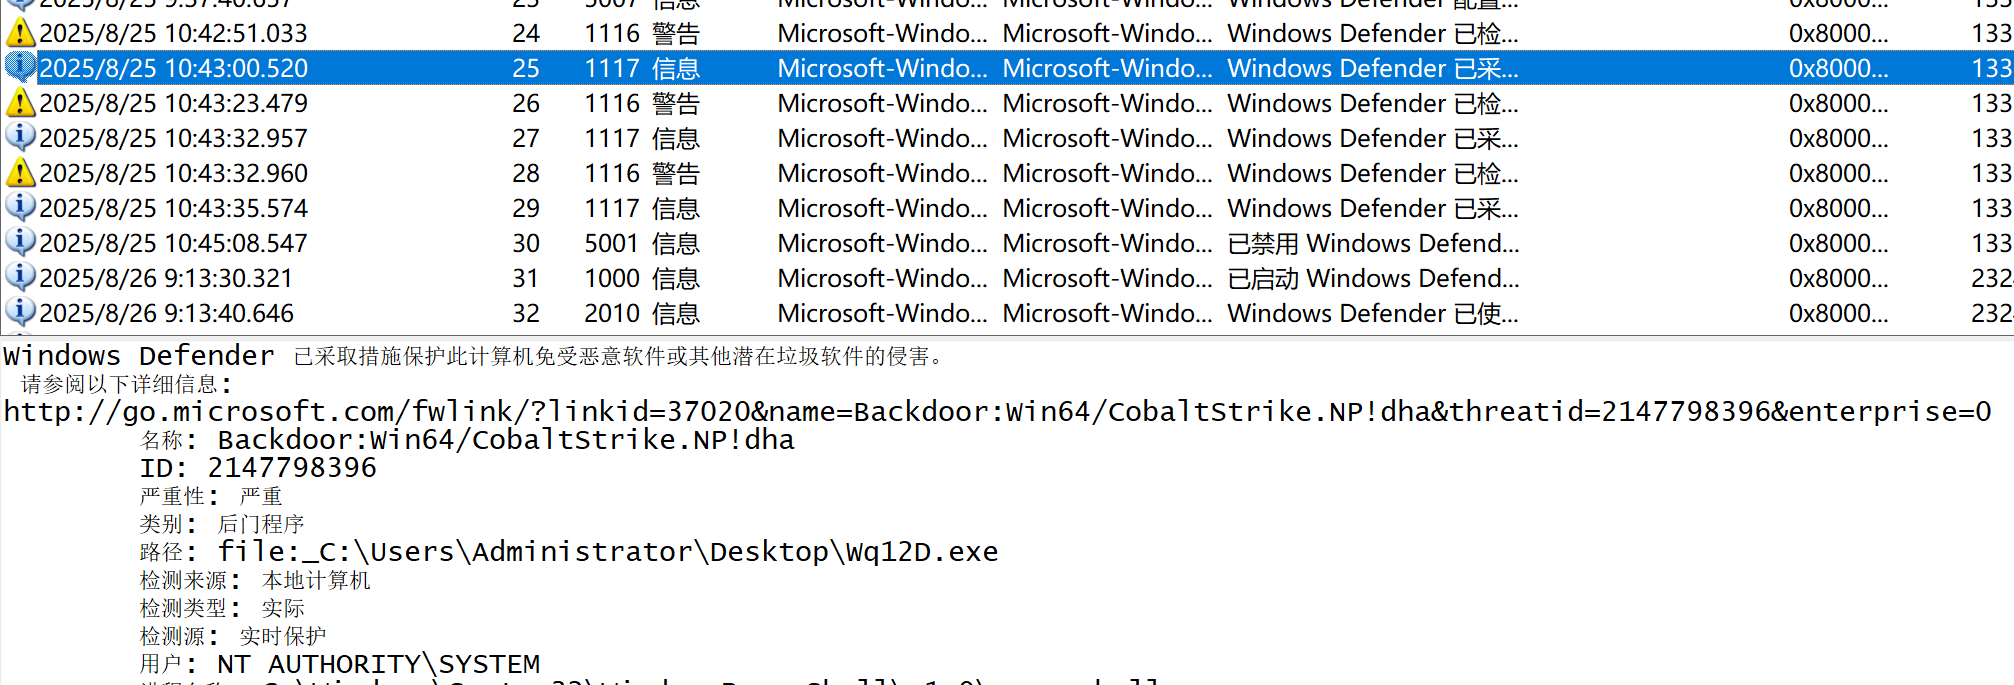 2025/8/25 9:37:40.657 23 5007 信息 Microsoft-Windo... Microsoft-Windo... Windows Defender 配置... 0x8000... 133
2025/8/25 10:42:51.033 24 1116 警告 Microsoft-Windo... Microsoft-Windo... Windows Defender 已检... 0x8000... 133
2025/8/25 10:43:00.520 25 1117 信息 Microsoft-Windo... Microsoft-Windo... Windows Defender 已采... 0x8000... 133
2025/8/25 10:43:23.479 26 1116 警告 Microsoft-Windo... Microsoft-Windo... Windows Defender 已检... 0x8000... 133
2025/8/25 10:43:32.957 27 1117 信息 Microsoft-Windo... Microsoft-Windo... Windows Defender 已采... 0x8000... 133
2025/8/25 10:43:32.960 28 1116 警告 Microsoft-Windo... Microsoft-Windo... Windows Defender 已检... 0x8000... 133
2025/8/25 10:43:35.574 29 1117 信息 Microsoft-Windo... Microsoft-Windo... Windows Defender 已采... 0x8000... 133
2025/8/25 10:45:08.547 30 5001 信息 Microsoft-Windo... Microsoft-Windo... 已禁用 Windows Defend... 0x8000... 133
2025/8/26 9:13:30.321 31 1000 信息 Microsoft-Windo... Microsoft-Windo... 已启动 Windows Defend... 0x8000... 232
2025/8/26 9:13:40.646 32 2010 信息 Microsoft-Windo... Microsoft-Windo... Windows Defender 已使... 0x8000... 232
Windows Defender 已采取措施保护此计算机免受恶意软件或其他潜在垃圾软件的侵害。
请参阅以下详细信息:
http://go.microsoft.com/fwlink/?linkid=37020&name=Backdoor:Win64/CobaltStrike.NP!dha&threatid=2147798396&enterprise=0
名称: Backdoor:Win64/CobaltStrike.NP!dha
ID: 2147798396
严重性: 严重
类别: 后门程序
路径: file:_C:\Users\Administrator\Desktop\Wq12D.exe
检测来源: 本地计算机
检测类型: 实际
检测源: 实时保护
用户: NT AUTHORITY\SYSTEM